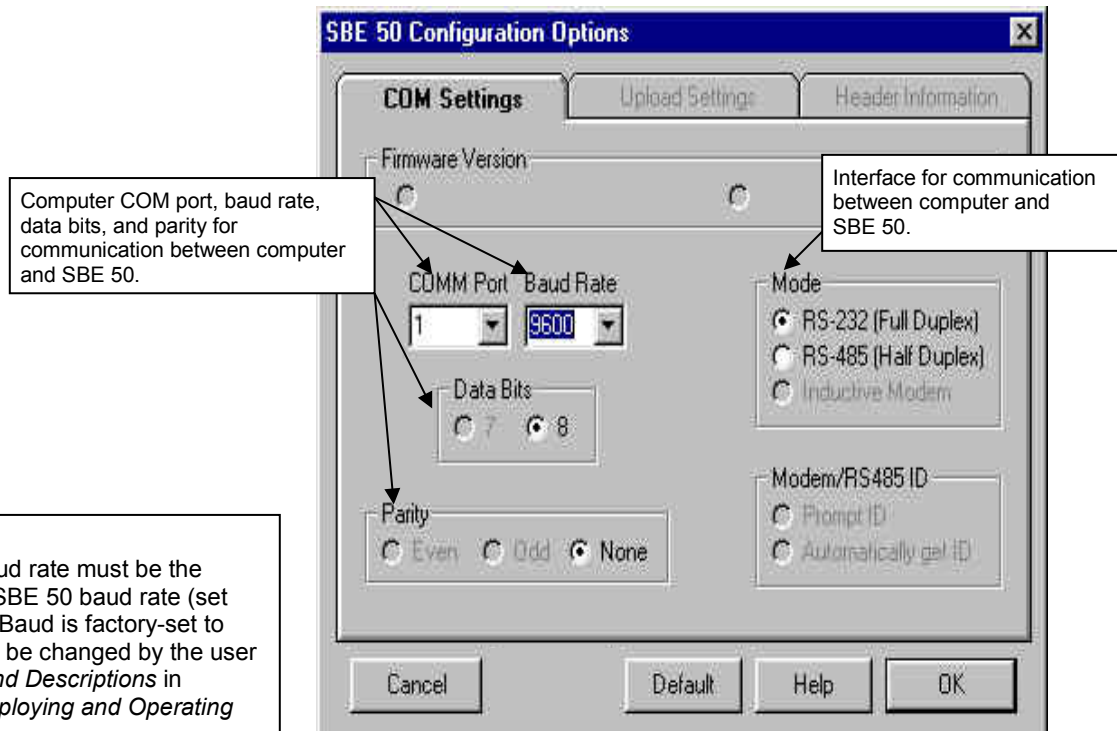 SBE 50 Configuration Options
COM Settings
Upload Settings
Header Information
Firmware Version
Computer COM port, baud rate,
data bits, and parity for
communication between computer
and SBE 50.
Interface for communication
between computer and
SBE 50.
COMM Port
Baud Rate
1
9600
Data Bits
7
8
Parity
Even
Odd
None
Mode
RS-232 (Full Duplex)
RS-485 (Half Duplex)
Inductive Modem
Modem/RS485 ID
Prompt ID
Automatically get ID
ud rate must be the
SBE 50 baud rate (set
Baud is factory-set to
be changed by the user
nd Descriptions in
ploying and Operating
Cancel
Default
Help
OK